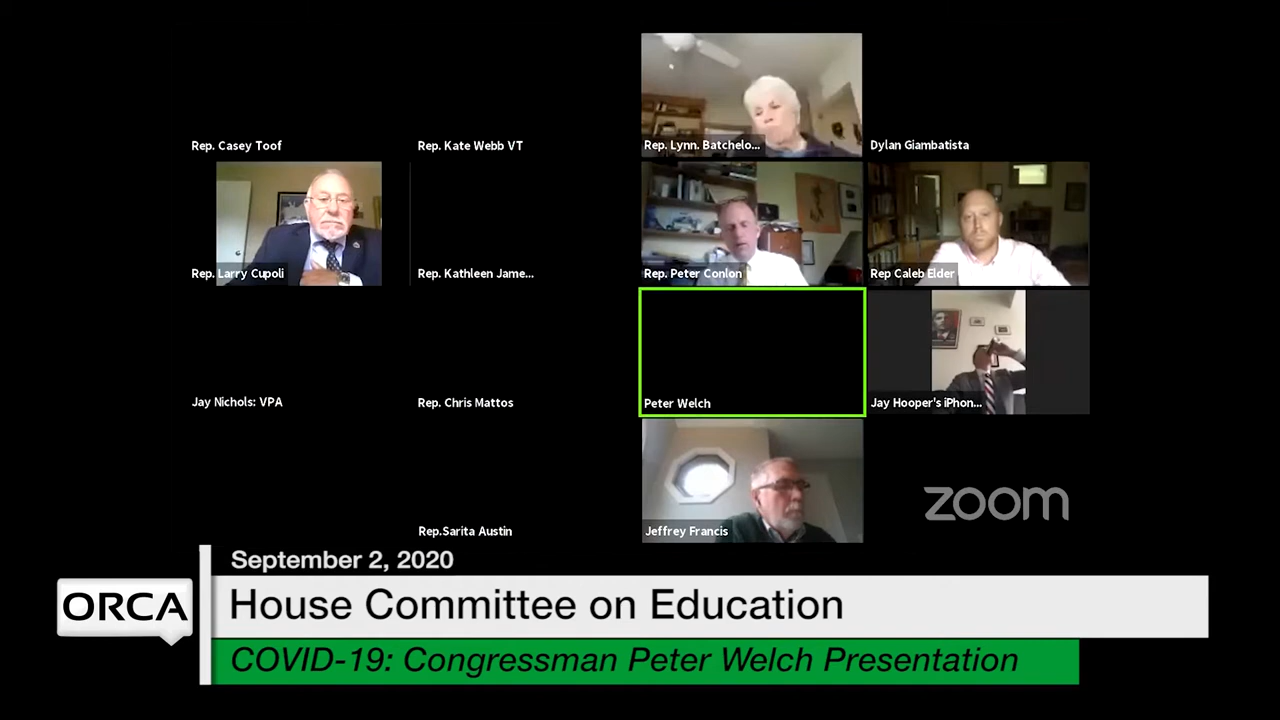 Rep. Casey Toof
Rep. Kate Webb VT
Rep. Lynn. Batchelo...
Dylan Giambatista
Rep. Larry Cupoli
Rep. Kathleen Jame...
Rep. Peter Conlon
Rep Caleb Elder
Jay Nichols: VPA
Rep. Chris Mattos
Peter Welch
Jay Hooper's iPhon...
Rep.Sarita Austin
Jeffrey Francis
zoom
September 2, 2020
ORCA
House Committee on Education
COVID-19: Congressman Peter Welch Presentation